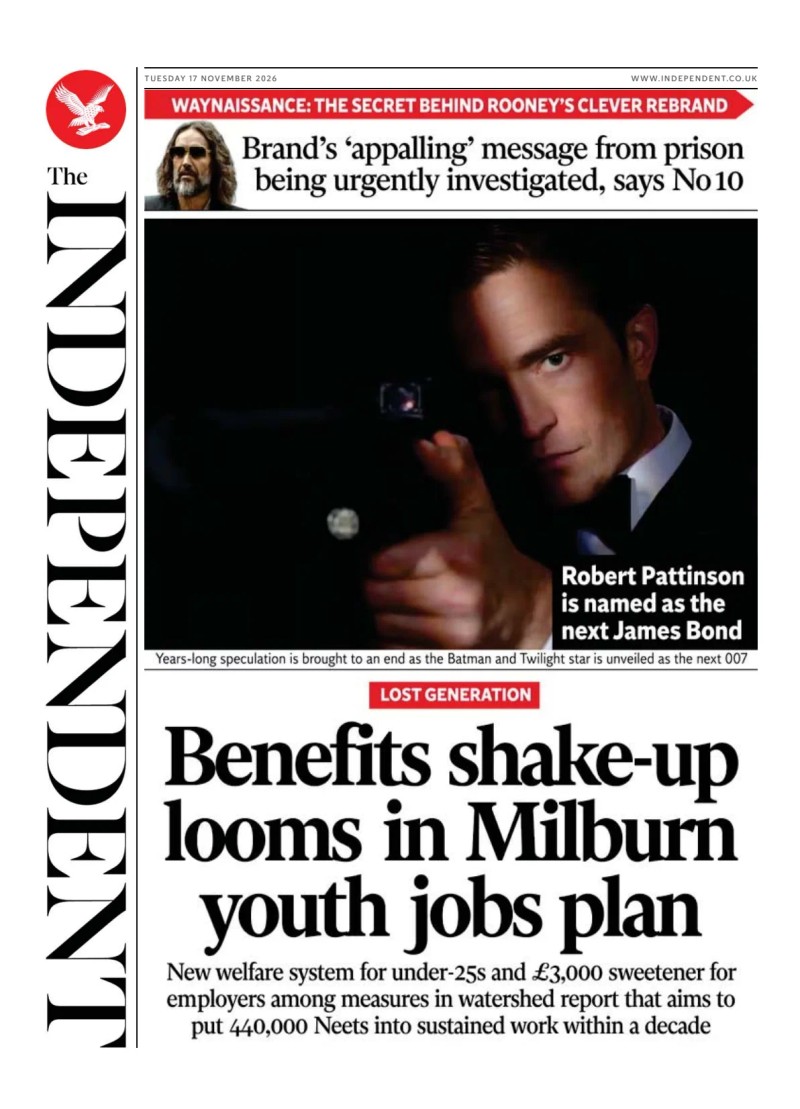 TUESDAY 17 NOVEMBER 2026
WWW.INDEPENDENT.CO.UK
WAYNAISSANCE: THE SECRET BEHIND ROONEY'S CLEVER REBRAND
Brand's ‘appalling’ message from prison
being urgently investigated, says No 10
The
INDEPENDENT
Robert Pattinson
is named as the
next James Bond
Years-long speculation is brought to an end as the Batman and Twilight star is unveiled as the next 007
LOST GENERATION
Benefits shake-up
looms in Milburn
youth jobs plan
New welfare system for under-25s and £3,000 sweetener for
employers among measures in watershed report that aims to
put 440,000 Neets into sustained work within a decade